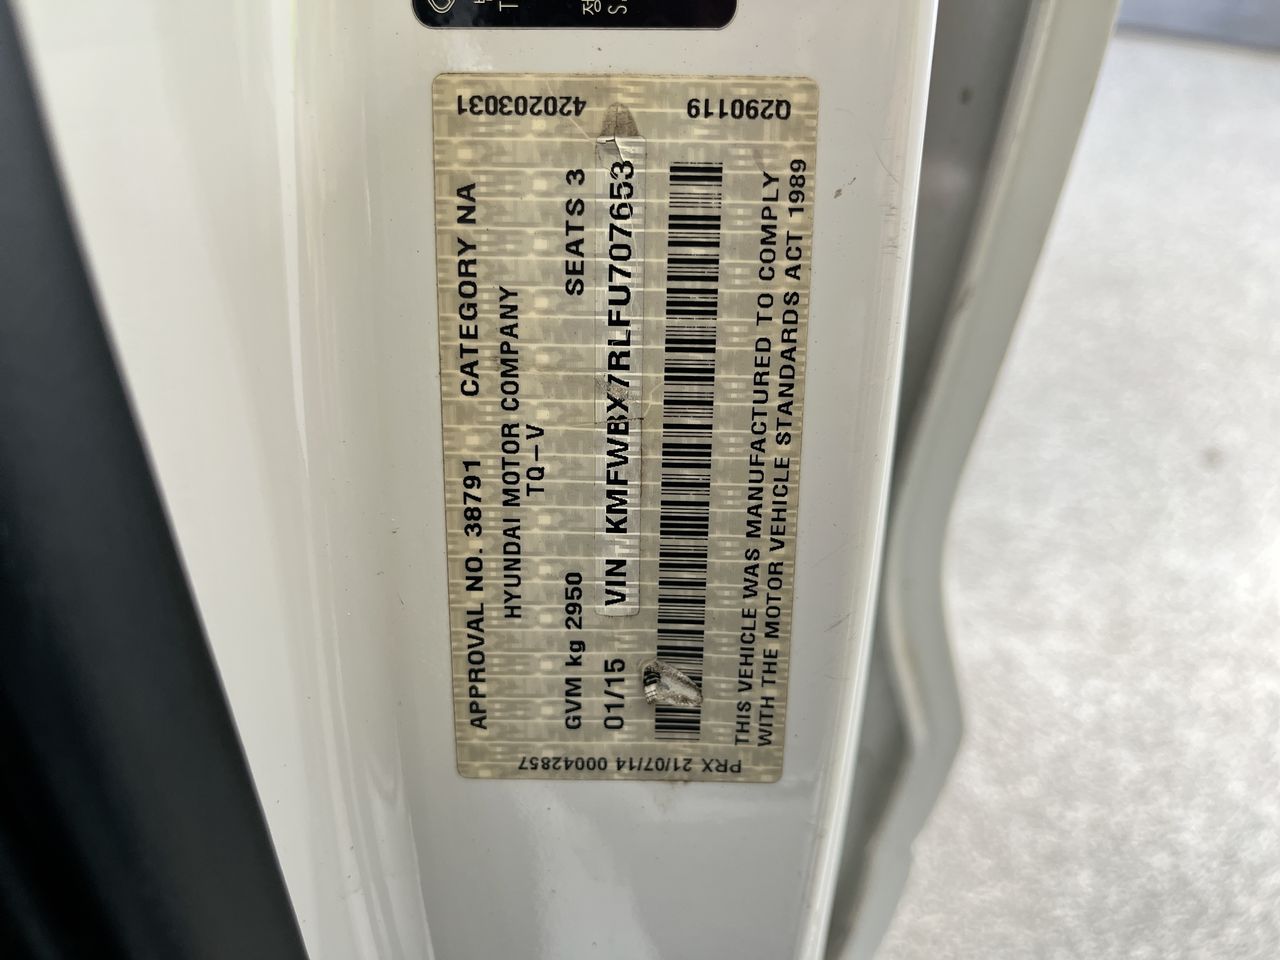 420203031
Q290119
APPROVAL NO. 38791 CATEGORY NA
HYUNDAI MOTOR COMPANY
TQ-V
GVM kg 2950 SEATS 3
01/15 VIN KMFWBX7RLFU707653
THIS VEHICLE WAS MANUFACTURED TO COMPLY
WITH THE MOTOR VEHICLE STANDARDS ACT 1989
PRX 21/07/14 00042857